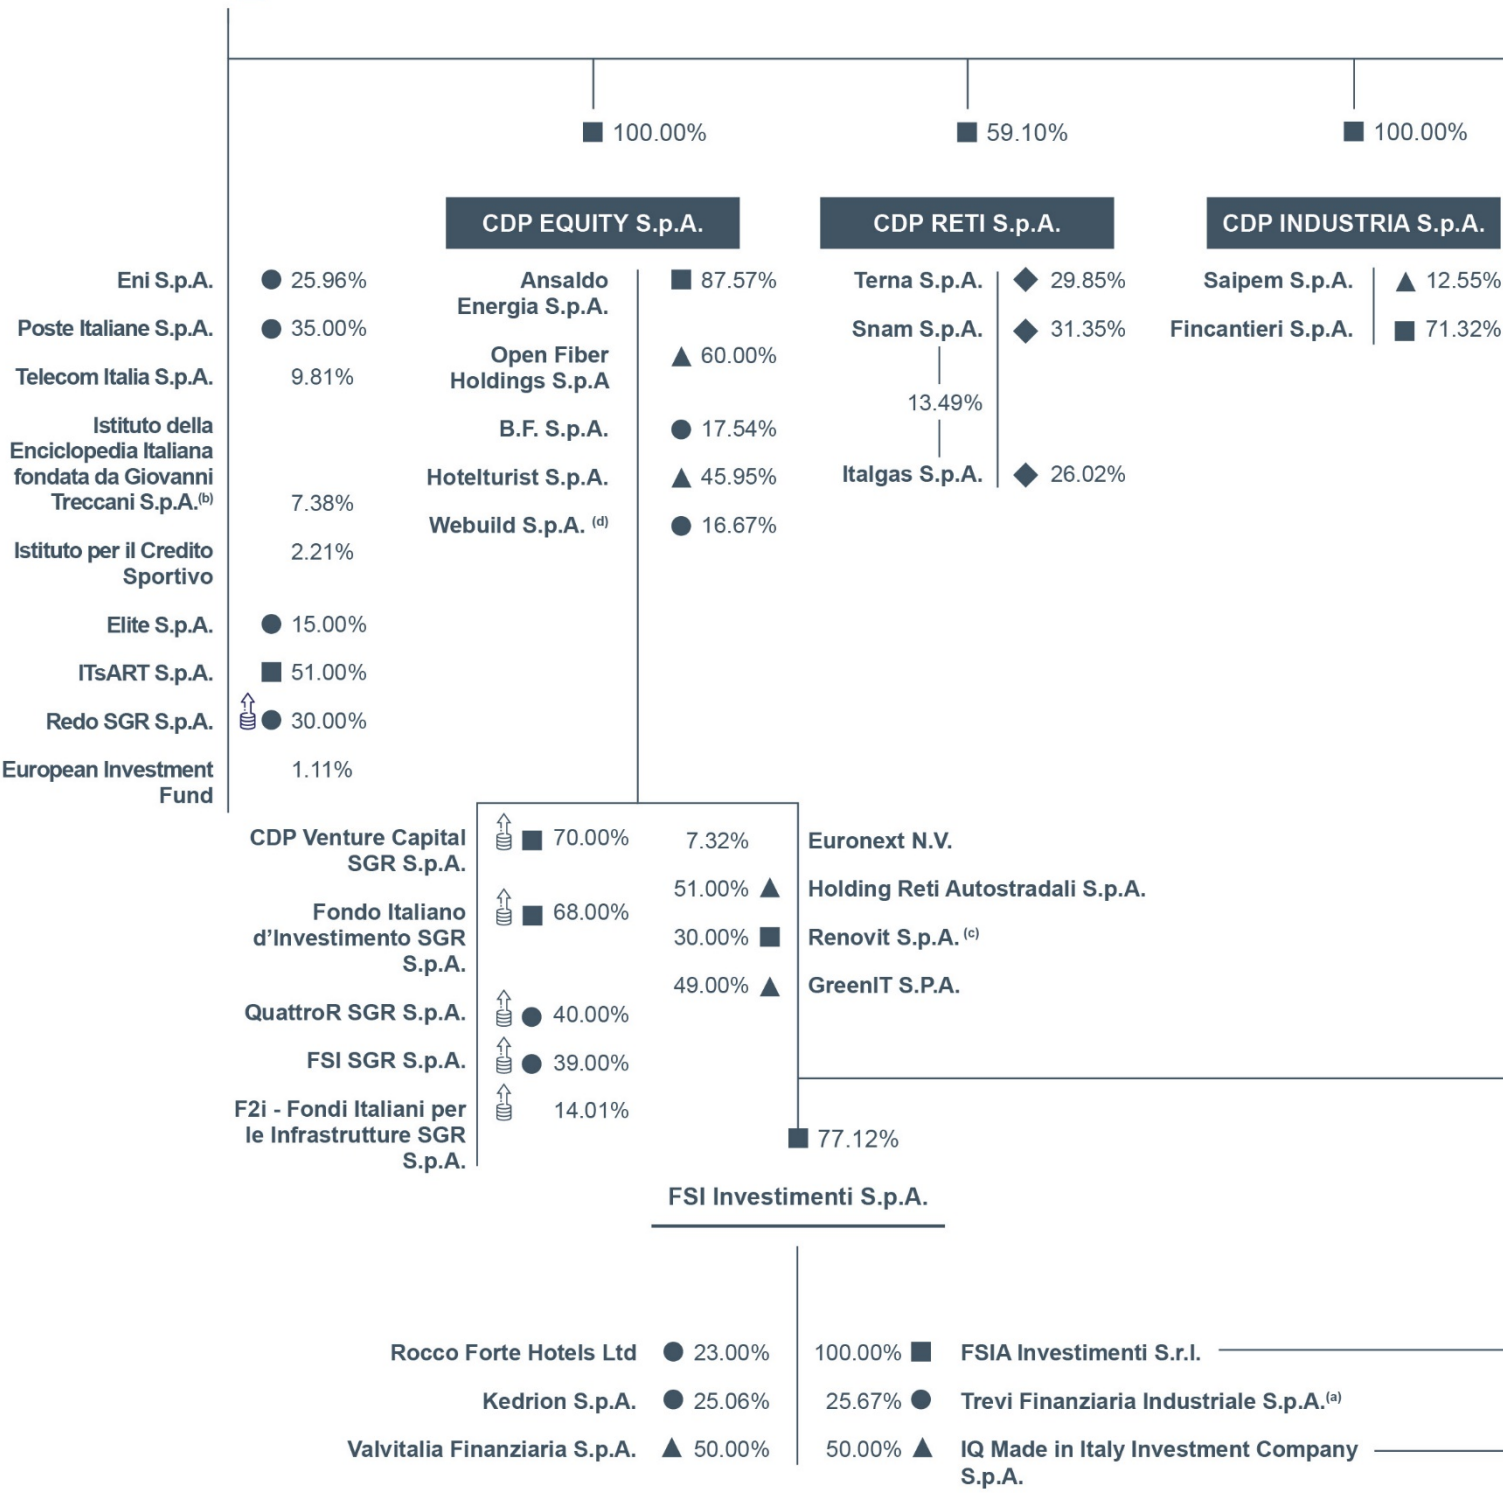 100.00%
59.10%
100.00%
CDP EQUITY S.p.A.
CDP RETI S.p.A.
CDP INDUSTRIA S.p.A.
Eni S.p.A. 25.96%
Poste Italiane S.p.A. 35.00%
Telecom Italia S.p.A. 9.81%
Istituto della
Enciclopedia Italiana
fondata da Giovanni
Treccani S.p.A.(b) 7.38%
Istituto per il Credito 2.21%
Sportivo
Elite S.p.A. 15.00%
ITsART S.p.A. 51.00%
Redo SGR S.p.A. 30.00%
European Investment 1.11%
Fund
Ansaldo 87.57%
Energia S.p.A.
Open Fiber 60.00%
Holdings S.p.A
B.F. S.p.A. 17.54%
Hotelturist S.p.A. 45.95%
Webuild S.p.A. (d) 16.67%
Terna S.p.A. 29.85%
Snam S.p.A. 31.35%
13.49%
Italgas S.p.A. 26.02%
Saipem S.p.A. 12.55%
Fincantieri S.p.A. 71.32%
CDP Venture Capital 70.00%
SGR S.p.A.
Fondo Italiano 68.00%
d’Investimento SGR
S.p.A.
QuattroR SGR S.p.A. 40.00%
FSI SGR S.p.A. 39.00%
F2i - Fondi Italiani per 14.01%
le Infrastrutture SGR
S.p.A.
7.32% Euronext N.V.
51.00% Holding Reti Autostradali S.p.A.
30.00% Renovit S.p.A. (c)
49.00% GreenIT S.P.A.
77.12%
FSI Investimenti S.p.A.
Rocco Forte Hotels Ltd 23.00%
Kedrion S.p.A. 25.06%
Valvitalia Finanziaria S.p.A. 50.00%
100.00% FSIA Investimenti S.r.l.
25.67% Trevi Finanziaria Industriale S.p.A.(a)
50.00% IQ Made in Italy Investment Company
S.p.A.